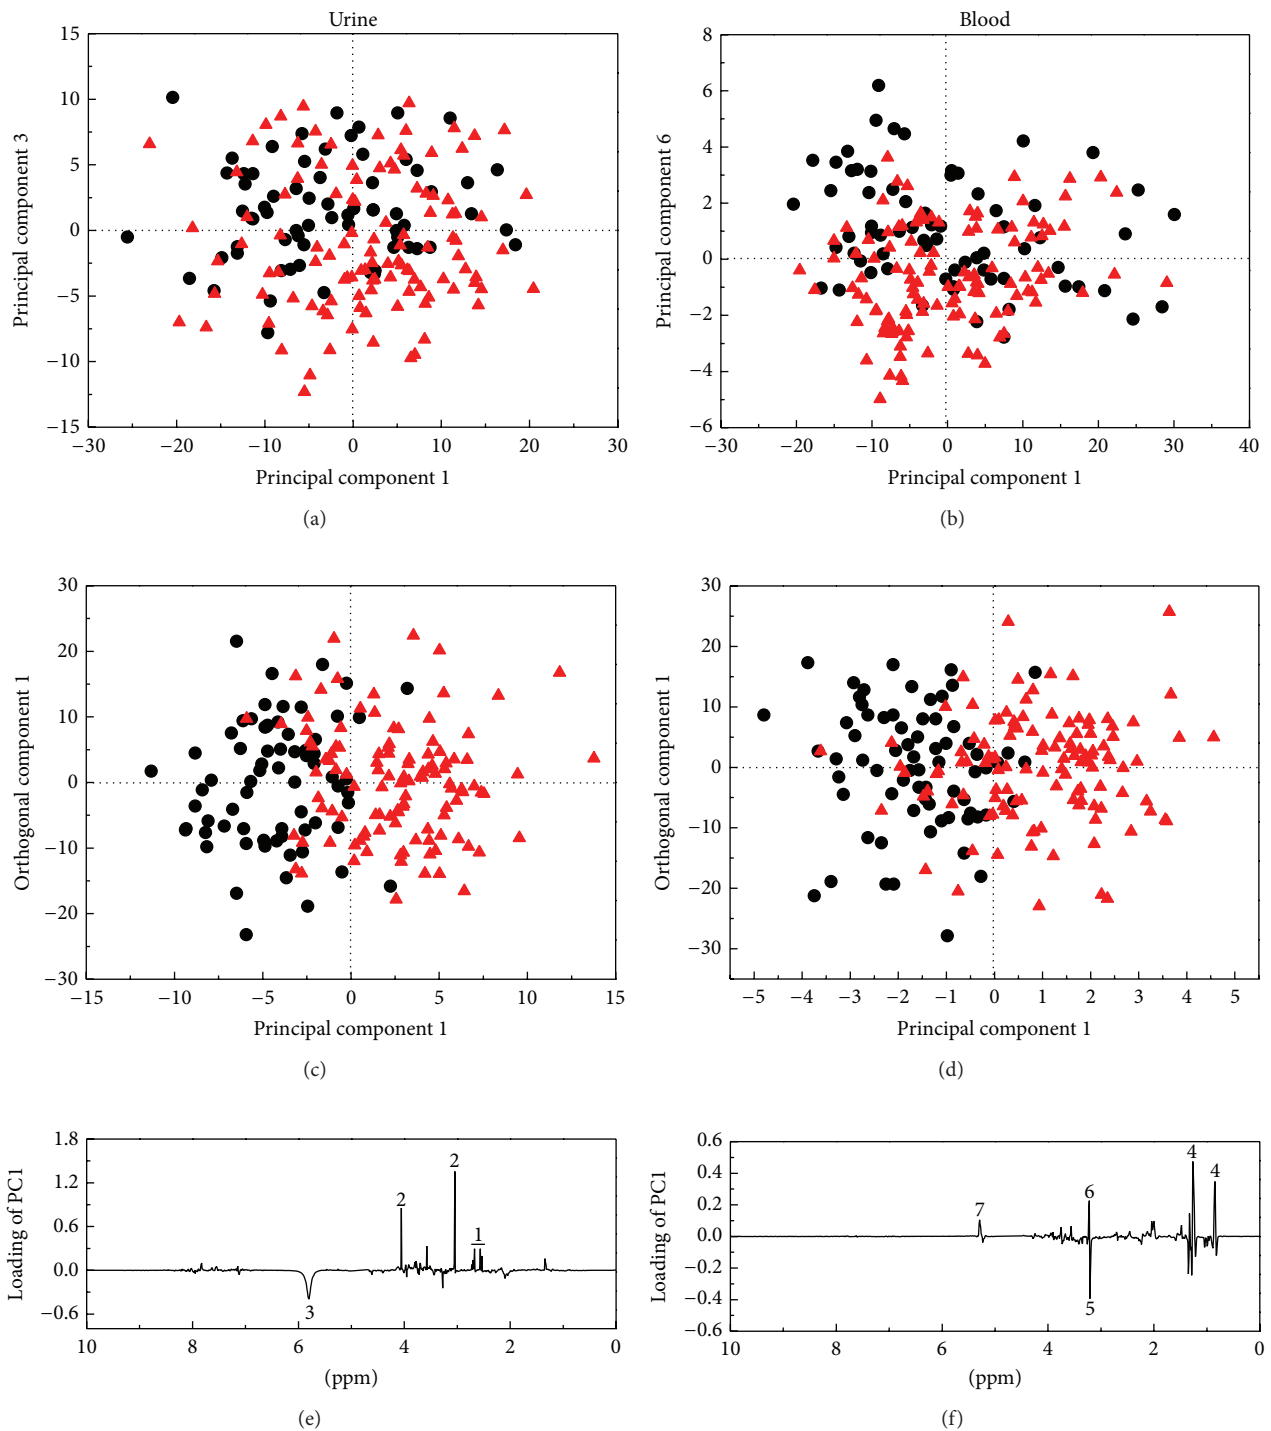 Urine
15
10
5
0
−5
−10
−15
Principal component 3
−30 −20 −10 0 10 20 30
Principal component 1
(a)
Blood
8
6
4
2
0
−2
−4
−6
Principal component 6
−30 −20 −10 0 10 20 30 40
Principal component 1
(b)
30
20
10
0
−10
−20
−30
Orthogonal component 1
−15 −10 −5 0 5 10 15
Principal component 1
(c)
30
20
10
0
−10
−20
−30
Orthogonal component 1
−5 −4 −3 −2 −1 0 1 2 3 4 5
Principal component 1
(d)
1.8
1.2
0.6
0.0
−0.6
Loading of PC1
2
2
1
3
10 8 6 4 2 0
(ppm)
(e)
0.6
0.4
0.2
0.0
−0.2
−0.4
−0.6
Loading of PC1
4
4
6
7
5
10 8 6 4 2 0
(ppm)
(f)